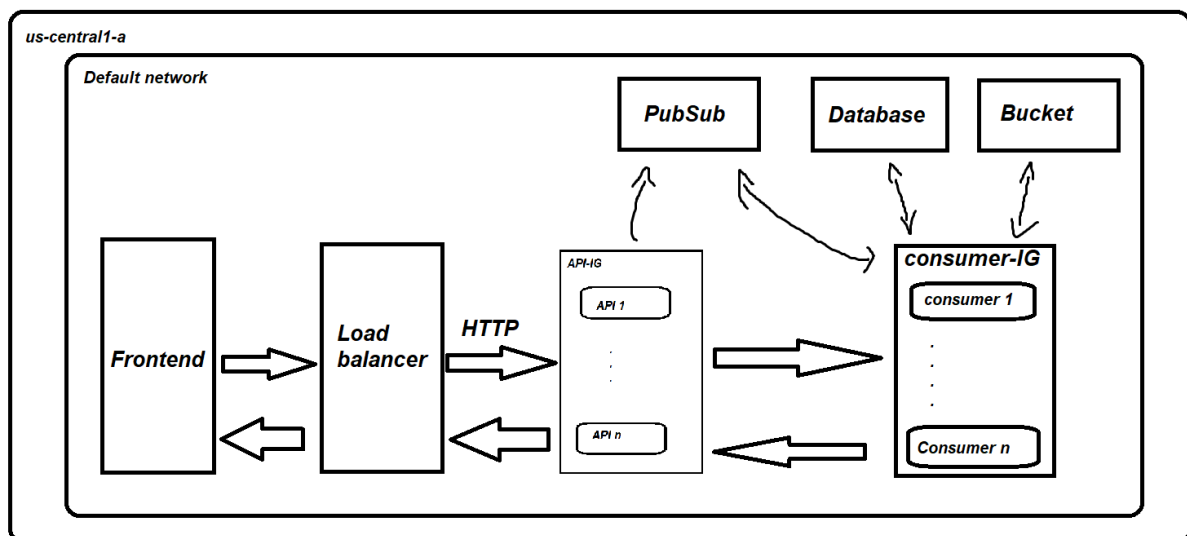 us-central1-a
Default network
PubSub
Database
Bucket
Frontend
Load
balancer
HTTP
API-IG
API 1
API n
consumer-IG
consumer 1
Consumer n